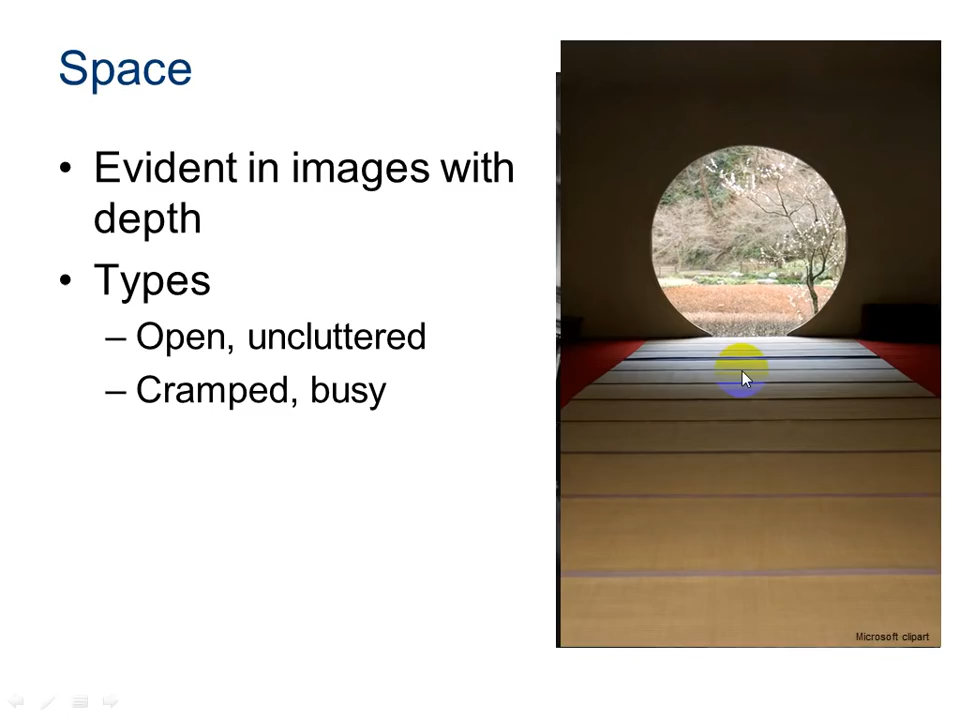 Space
• Evident in images with
depth
• Types
– Open, uncluttered
– Cramped, busy
Microsoft clipart